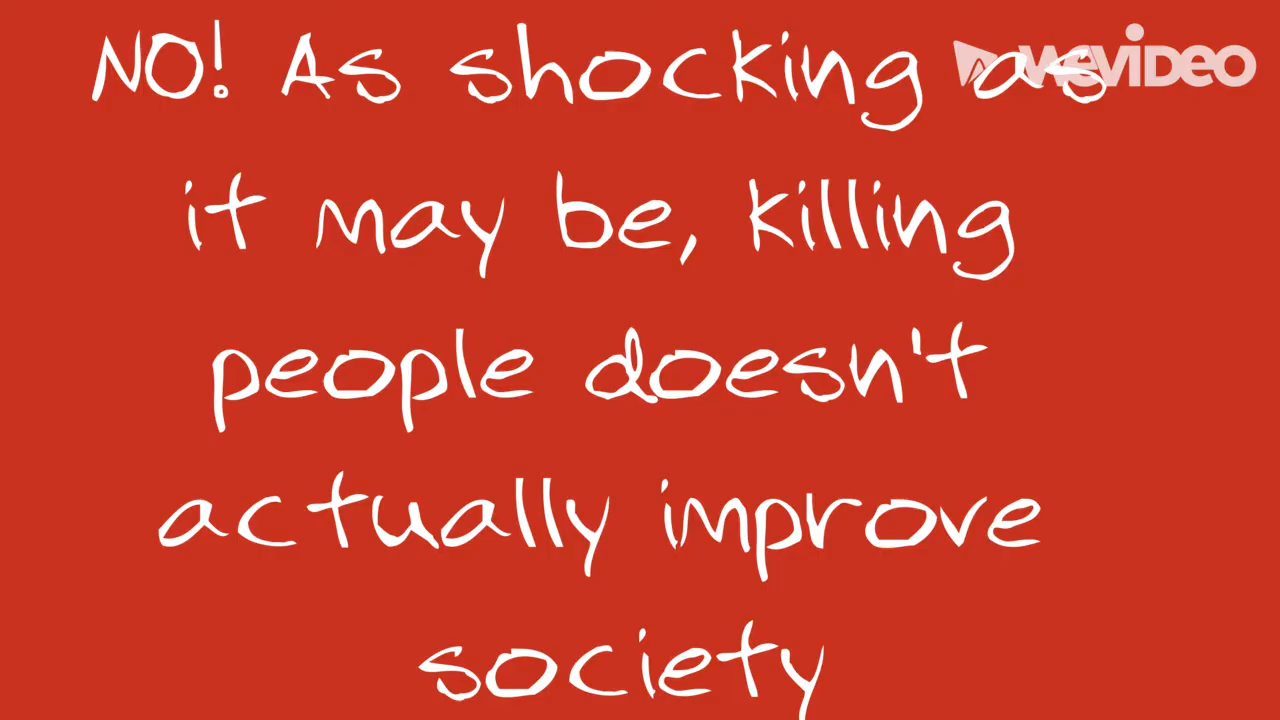 NO! As shocking as
WEVIDEO
it may be, killing
people doesn't
actually improve
society